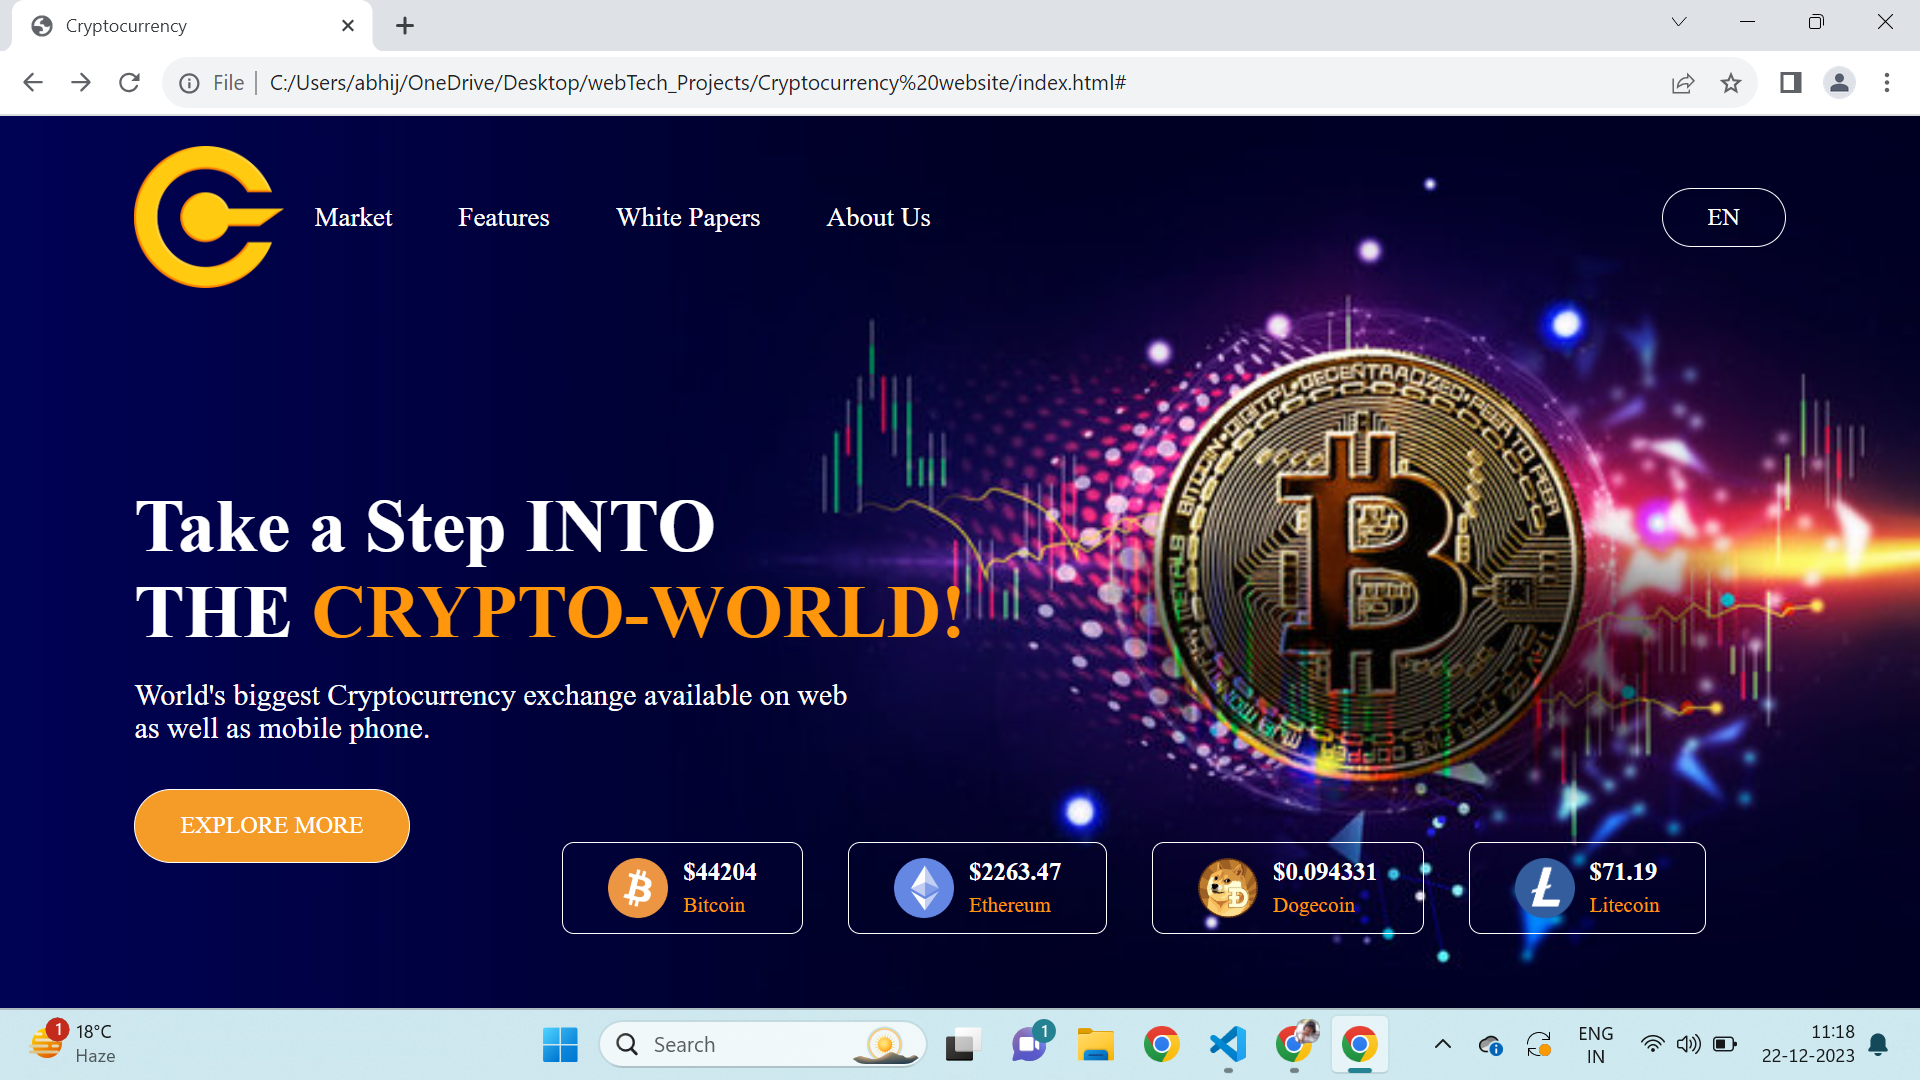 Cryptocurrency
File
C:/Users/abhij/OneDrive/Desktop/webTech_Projects/Cryptocurrency%20website/index.html#
Market Features White Papers About Us EN
Take a Step INTO
THE CRYPTO-WORLD!
World's biggest Cryptocurrency exchange available on web
as well as mobile phone.
EXPLORE MORE
$44204
Bitcoin
$2263.47
Ethereum
$0.094331
Dogecoin
$71.19
Litecoin
1
18°C
Haze
Search
1
ENG
IN
11:18
22-12-2023